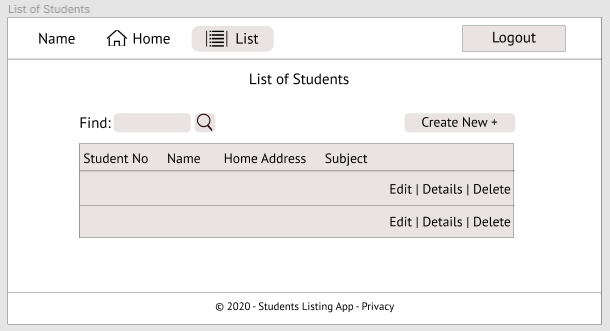 List of Students
Name Home List Logout
List of Students
Find: Create New +
Student No Name Home Address Subject
Edit | Details | Delete
Edit | Details | Delete
© 2020 - Students Listing App - Privacy